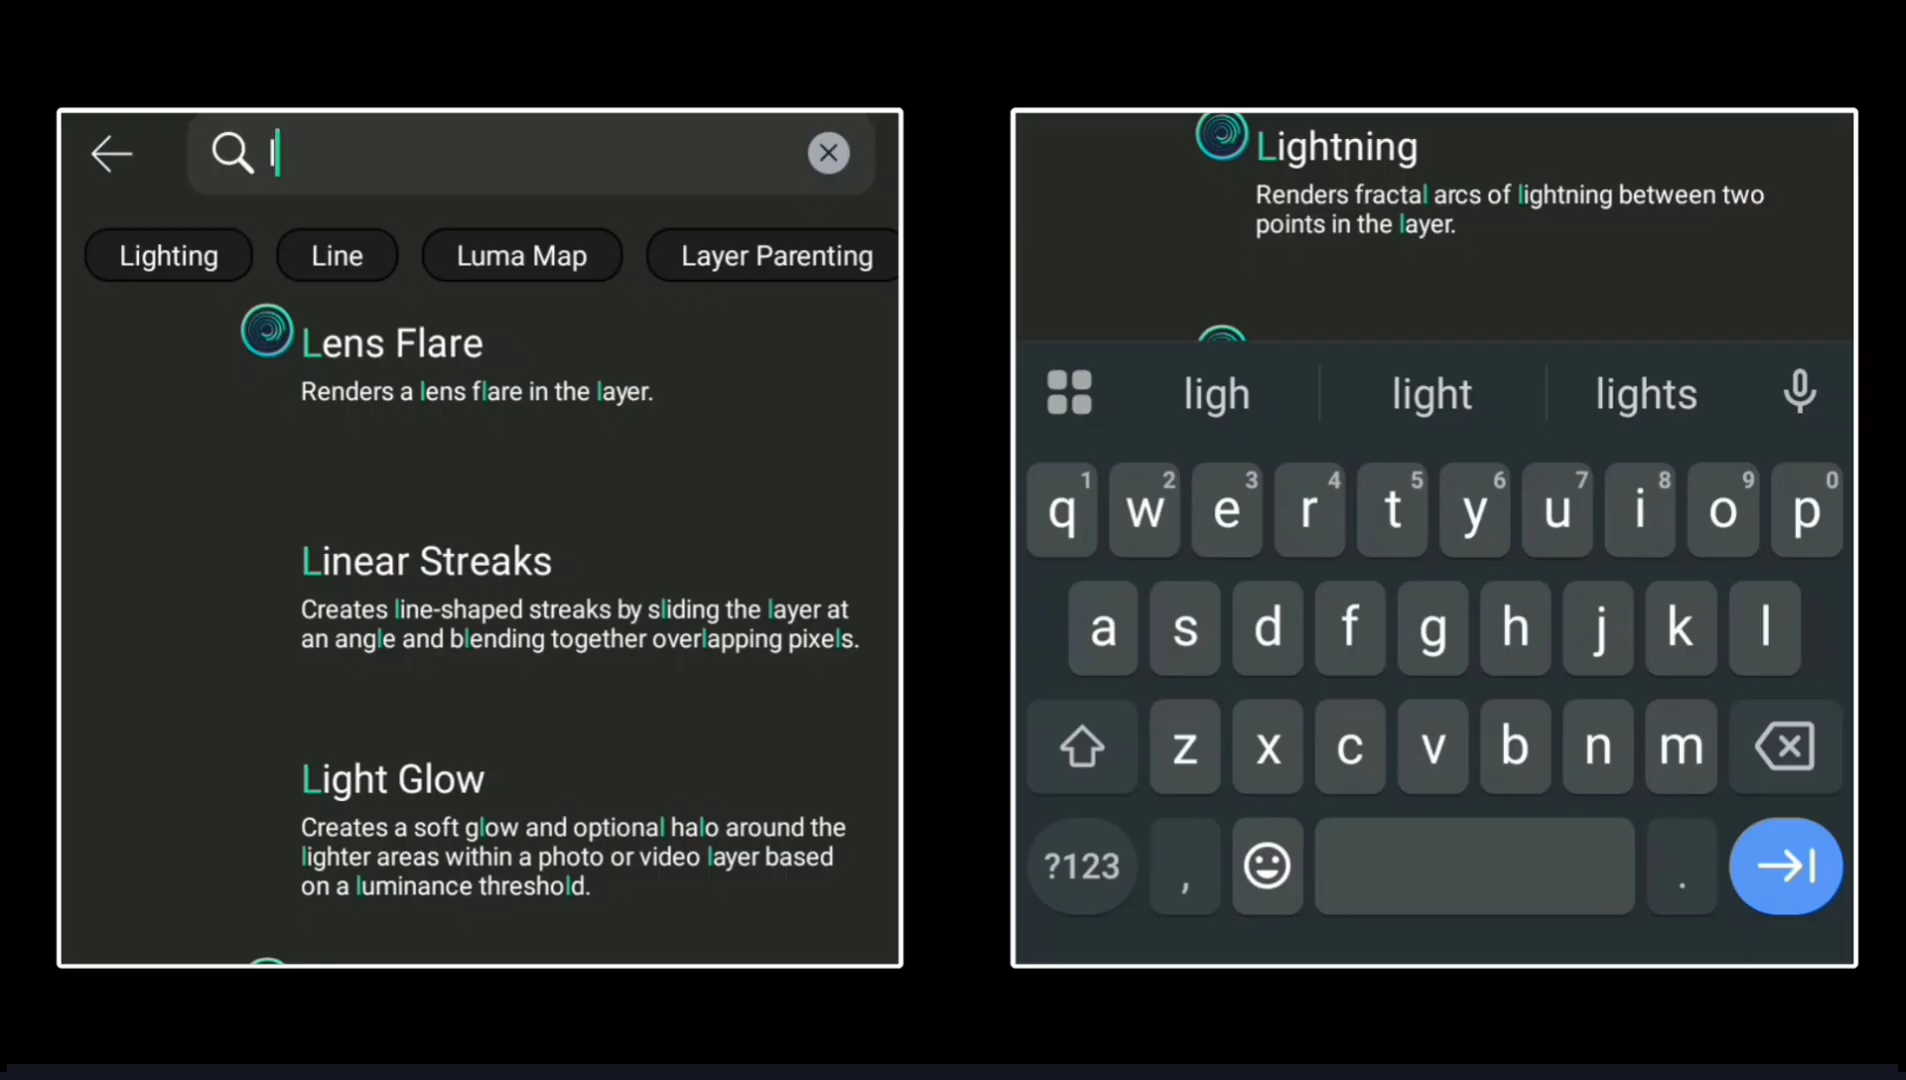 l
Lighting Line Luma Map Layer Parenting
Lens Flare
Renders a lens flare in the layer.
Linear Streaks
Creates line-shaped streaks by sliding the layer at
an angle and blending together overlapping pixels.
Light Glow
Creates a soft glow and optional halo around the
lighter areas within a photo or video layer based
on a luminance threshold.
Lightning
Renders fractal arcs of lightning between two
points in the layer.
ligh light lights
1 2 3 4 5 6 7 8 9 0
q w e r t y u i o p
a s d f g h j k l
z x c v b n m
?123 , .